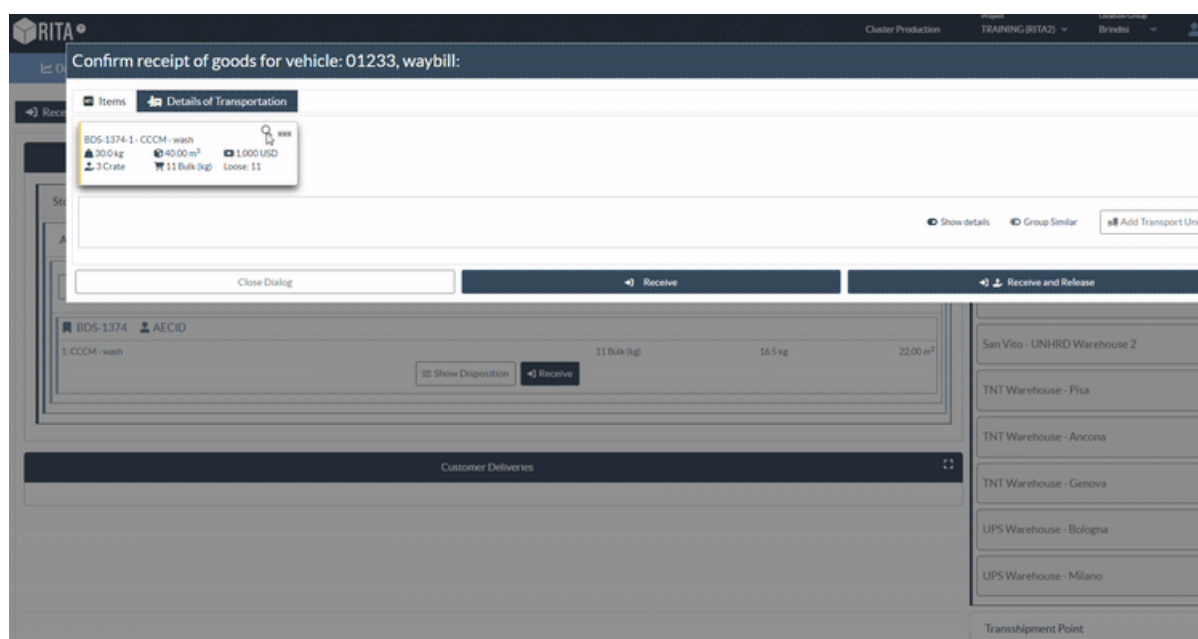 RITA
Cluster Production
Project
TRAINING (RITA2)
Location Group
Brindisi
Confirm receipt of goods for vehicle: 01233, waybill:
Items
Details of Transportation
BDS-1374-1 - CCCM - wash
30.0 kg 40.00 m³ 1,000 USD
3 Crate 11 Bulk (kg) Loose: 11
Show details
Group Similar
Add Transport Uni
Close Dialog
Receive
Receive and Release
BDS-1374 AECID
1: CCCM - wash 11 Bulk (kg) 16.5 kg 22.00 m³
Show Disposition
Receive
Customer Deliveries
San Vito - UNHRD Warehouse 2
TNT Warehouse - Pisa
TNT Warehouse - Ancona
TNT Warehouse - Genova
UPS Warehouse - Bologna
UPS Warehouse - Milano
Transshipment Point